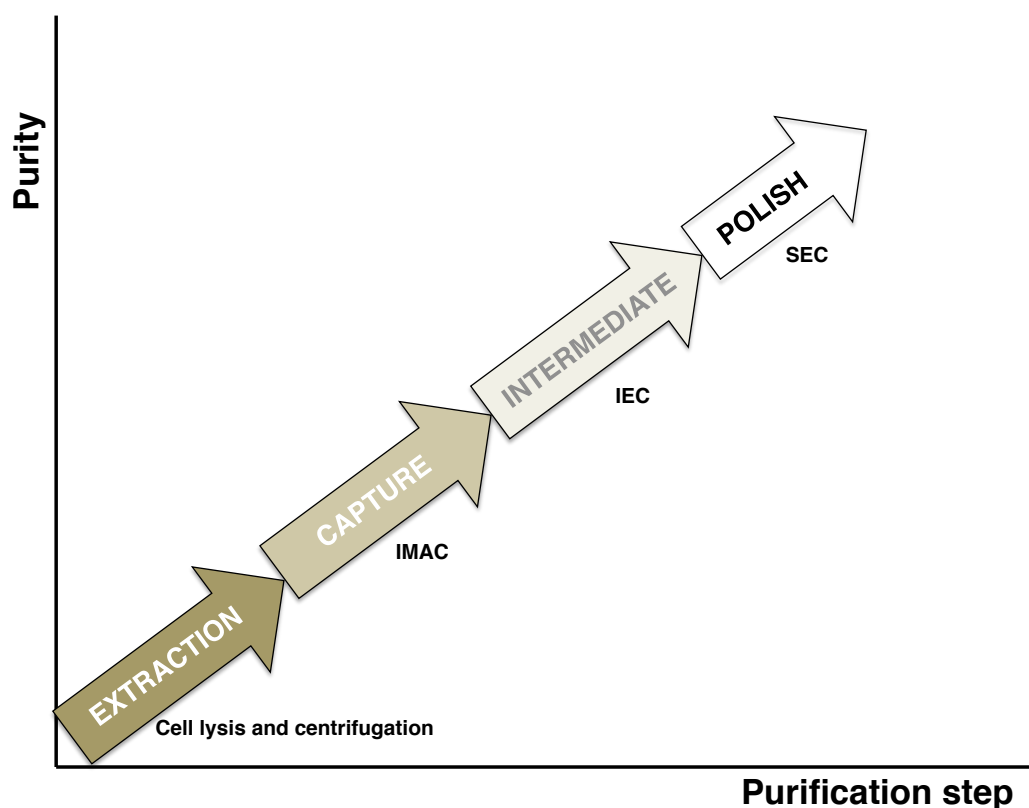 Purity
POLISH
SEC
INTERMEDIATE
IEC
CAPTURE
IMAC
EXTRACTION
Cell lysis and centrifugation
Purification step